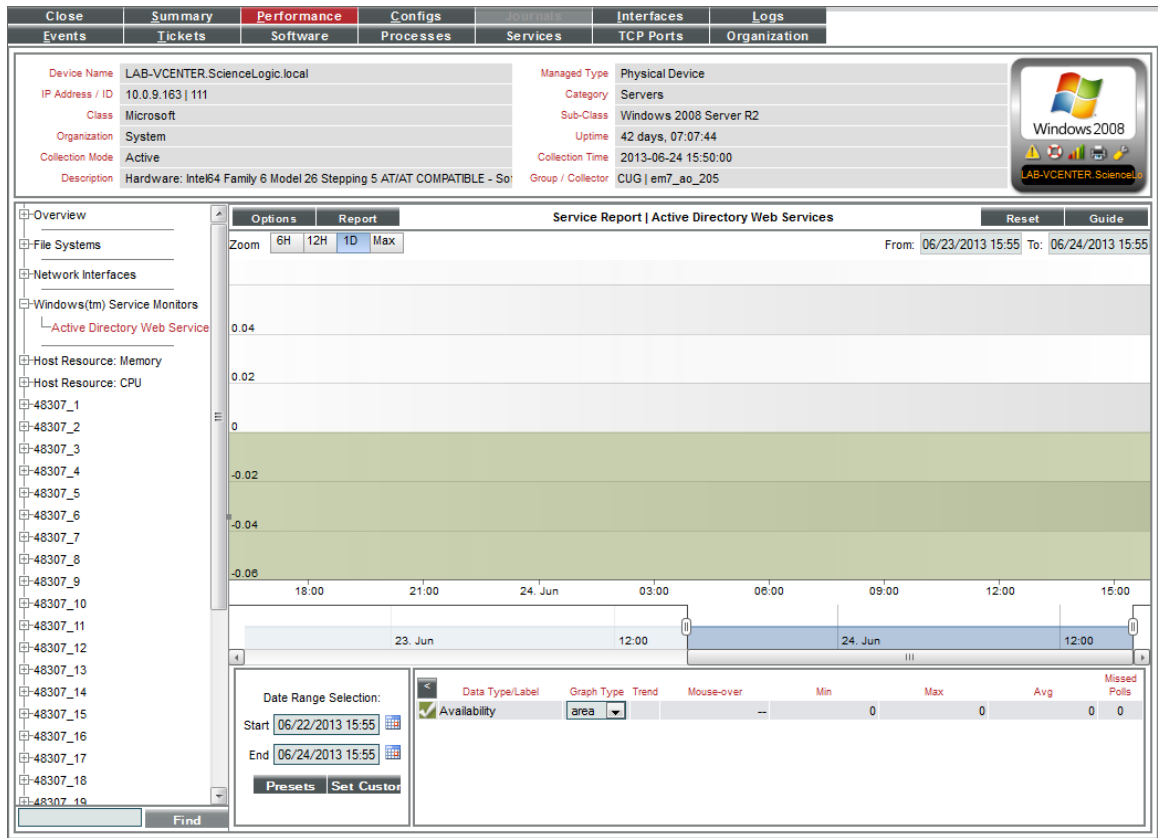 Close Summary Performance Configs Journals Interfaces Logs
Events Tickets Software Processes Services TCP Ports Organization
Device Name LAB-VCENTER.ScienceLogic.local Managed Type Physical Device
IP Address / ID 10.0.9.163 | 111 Category Servers
Class Microsoft Sub-Class Windows 2008 Server R2
Organization System Uptime 42 days, 07:07:44
Collection Mode Active Collection Time 2013-06-24 15:50:00
Description Hardware: Intel64 Family 6 Model 26 Stepping 5 AT/AT COMPATIBLE - So Group / Collector CUG | em7_ao_205
Windows 2008
LAB-VCENTER.ScienceLo
Overview
File Systems
Network Interfaces
Windows(tm) Service Monitors
Active Directory Web Service
Host Resource: Memory
Host Resource: CPU
48307_1
48307_2
48307_3
48307_4
48307_5
48307_6
48307_7
48307_8
48307_9
48307_10
48307_11
48307_12
48307_13
48307_14
48307_15
48307_16
48307_17
48307_18
48307_19
Find
Options Report Service Report | Active Directory Web Services Reset Guide
Zoom 6H 12H 1D Max From: 06/23/2013 15:55 To: 06/24/2013 15:55
0.04
0.02
0
-0.02
-0.04
-0.06
18:00 21:00 24. Jun 03:00 06:00 09:00 12:00 15:00
23. Jun 12:00 24. Jun 12:00
Date Range Selection:
Start 06/22/2013 15:55
End 06/24/2013 15:55
Presets Set Custor
< Data Type/Label Graph Type Trend Mouse-over Min Max Avg Missed Polls
Availability area -- 0 0 0 0